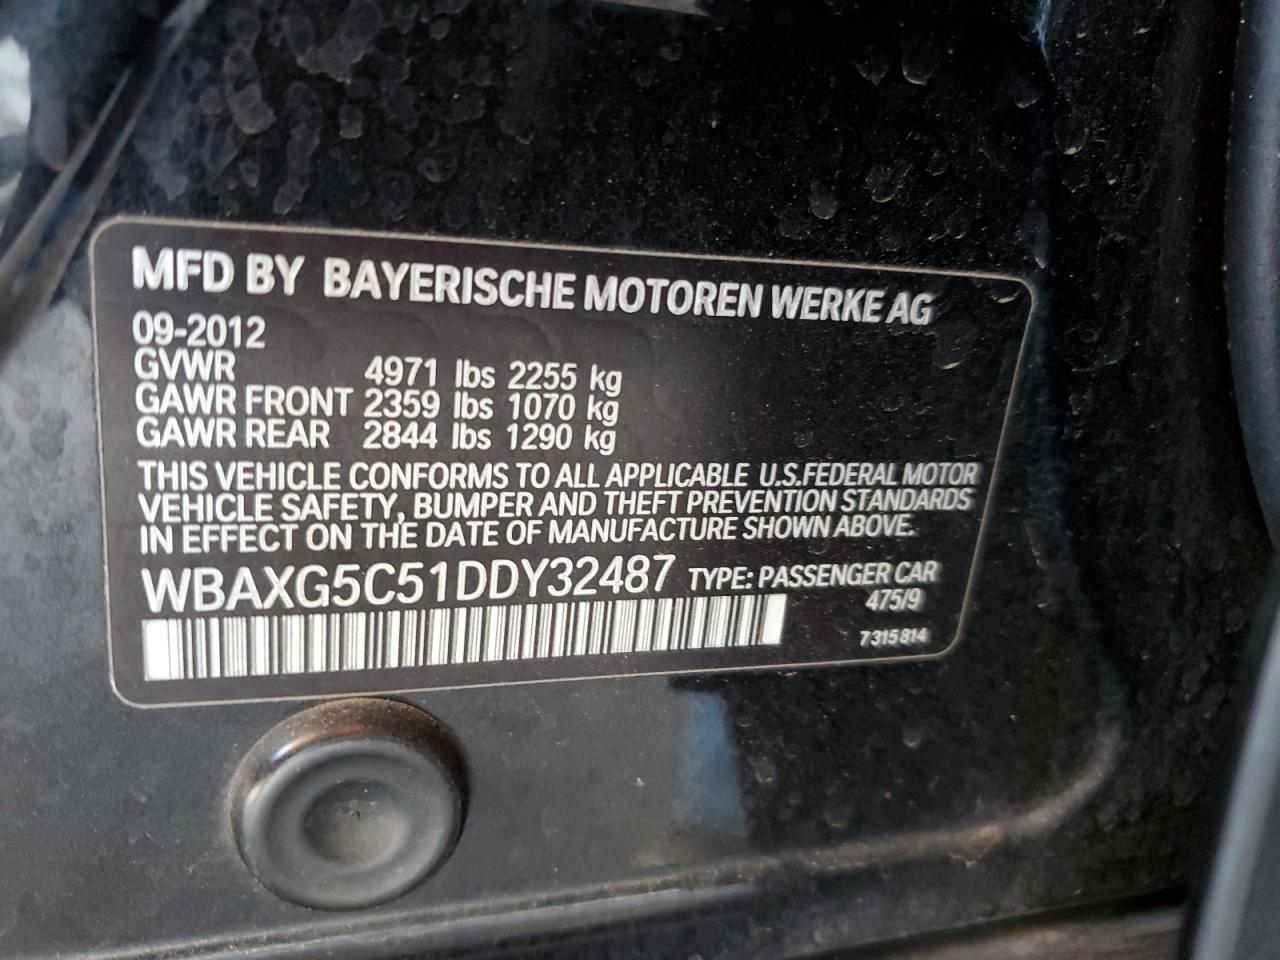 MFD BY BAYERISCHE MOTOREN WERKE AG
09-2012
GVWR 4971 lbs 2255 kg
GAWR FRONT 2359 lbs 1070 kg
GAWR REAR 2844 lbs 1290 kg
THIS VEHICLE CONFORMS TO ALL APPLICABLE U.S.FEDERAL MOTOR
VEHICLE SAFETY, BUMPER AND THEFT PREVENTION STANDARDS
IN EFFECT ON THE DATE OF MANUFACTURE SHOWN ABOVE.
WBAXG5C51DDY32487 TYPE: PASSENGER CAR
475/9
7315814